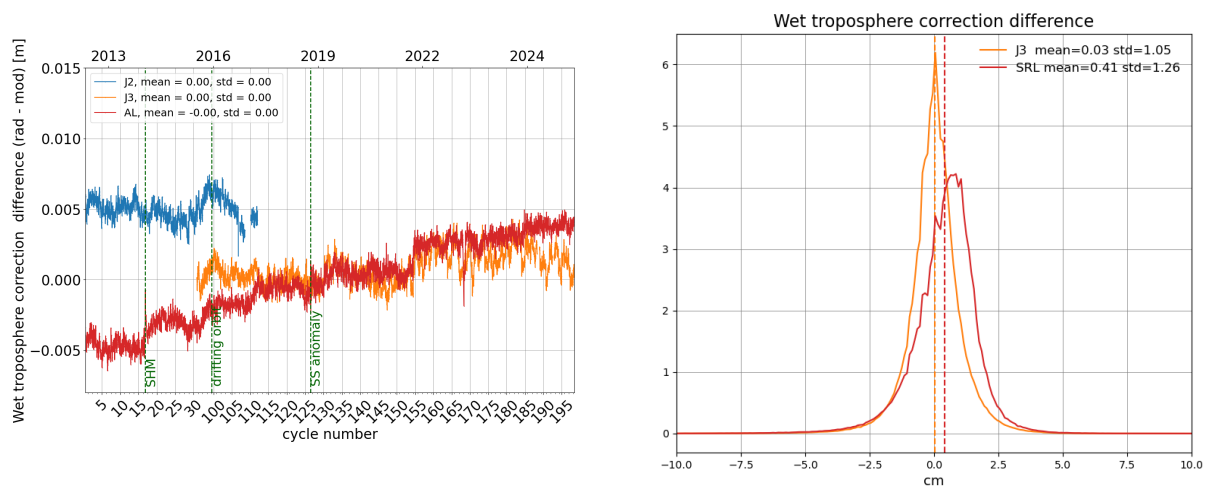 2013 2016 2019 2022 2024
Wet troposphere correction  difference (rad - mod) [m]
0.015
0.010
0.005
0.000
−0.005
J2, mean = 0.00, std = 0.00
J3, mean = 0.00, std = 0.00
AL, mean = -0.00, std = 0.00
SHM
drifting orbit
SS anomaly
5 10 15 20 25 30 100 105 110 115 120 125 130 135 140 145 150 155 160 165 170 175 180 185 190 195
cycle number
Wet troposphere correction difference
J3  mean=0.03 std=1.05
SRL mean=0.41 std=1.26
6
5
4
3
2
1
0
−10.0 −7.5 −5.0 −2.5 0.0 2.5 5.0 7.5 10.0
cm